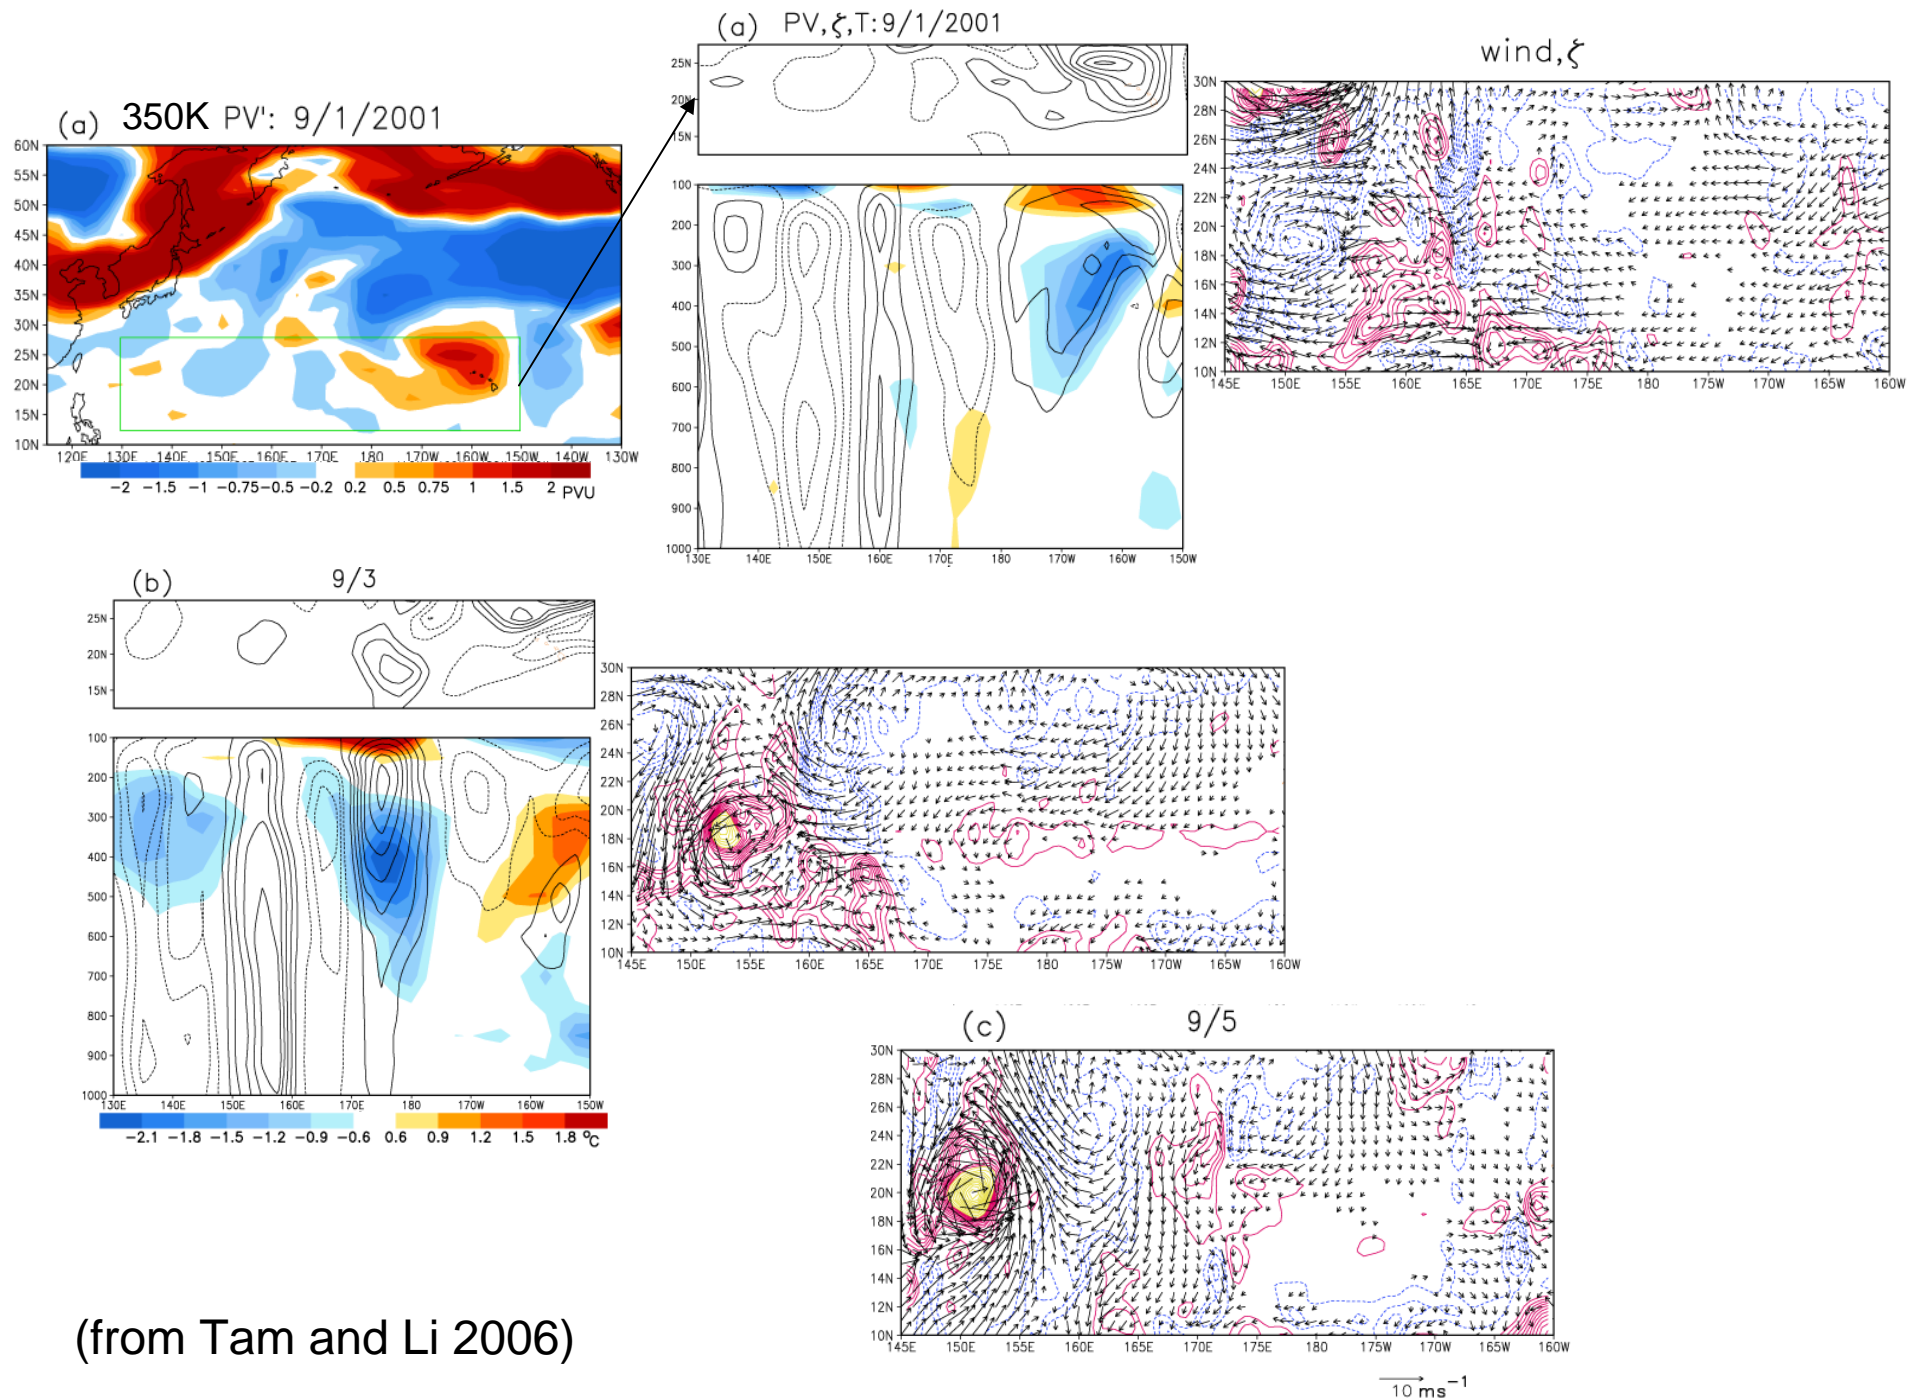 (a) PV,ζ,T:9/1/2001
25N
20N
15N
wind,ζ
30N
28N
26N
24N
22N
20N
18N
16N
14N
12N
10N
145E 150E 155E 160E 165E 170E 175E 180 175W 170W 165W 160W
(a) 350K PV': 9/1/2001
60N
55N
50N
45N
40N
35N
30N
25N
20N
15N
10N
120E 130E 140E 150E 160E 170E 180 170W 160W 150W 140W 130W
-2 -1.5 -1 -0.75 -0.5 -0.2 0.2 0.5 0.75 1 1.5 2 PVU
100
200
300
400
500
600
700
800
900
1000
130E 140E 150E 160E 170E 180 170W 160W 150W
(b) 9/3
25N
20N
15N
100
200
300
400
500
600
700
800
900
1000
130E 140E 150E 160E 170E 180 170W 160W 150W
-2.1 -1.8 -1.5 -1.2 -0.9 -0.6 0.6 0.9 1.2 1.5 1.8 °C
30N
28N
26N
24N
22N
20N
18N
16N
14N
12N
10N
145E 150E 155E 160E 165E 170E 175E 180 175W 170W 165W 160W
(c) 9/5
30N
28N
26N
24N
22N
20N
18N
16N
14N
12N
10N
145E 150E 155E 160E 165E 170E 175E 180 175W 170W 165W 160W
10 ms⁻¹
(from Tam and Li 2006)